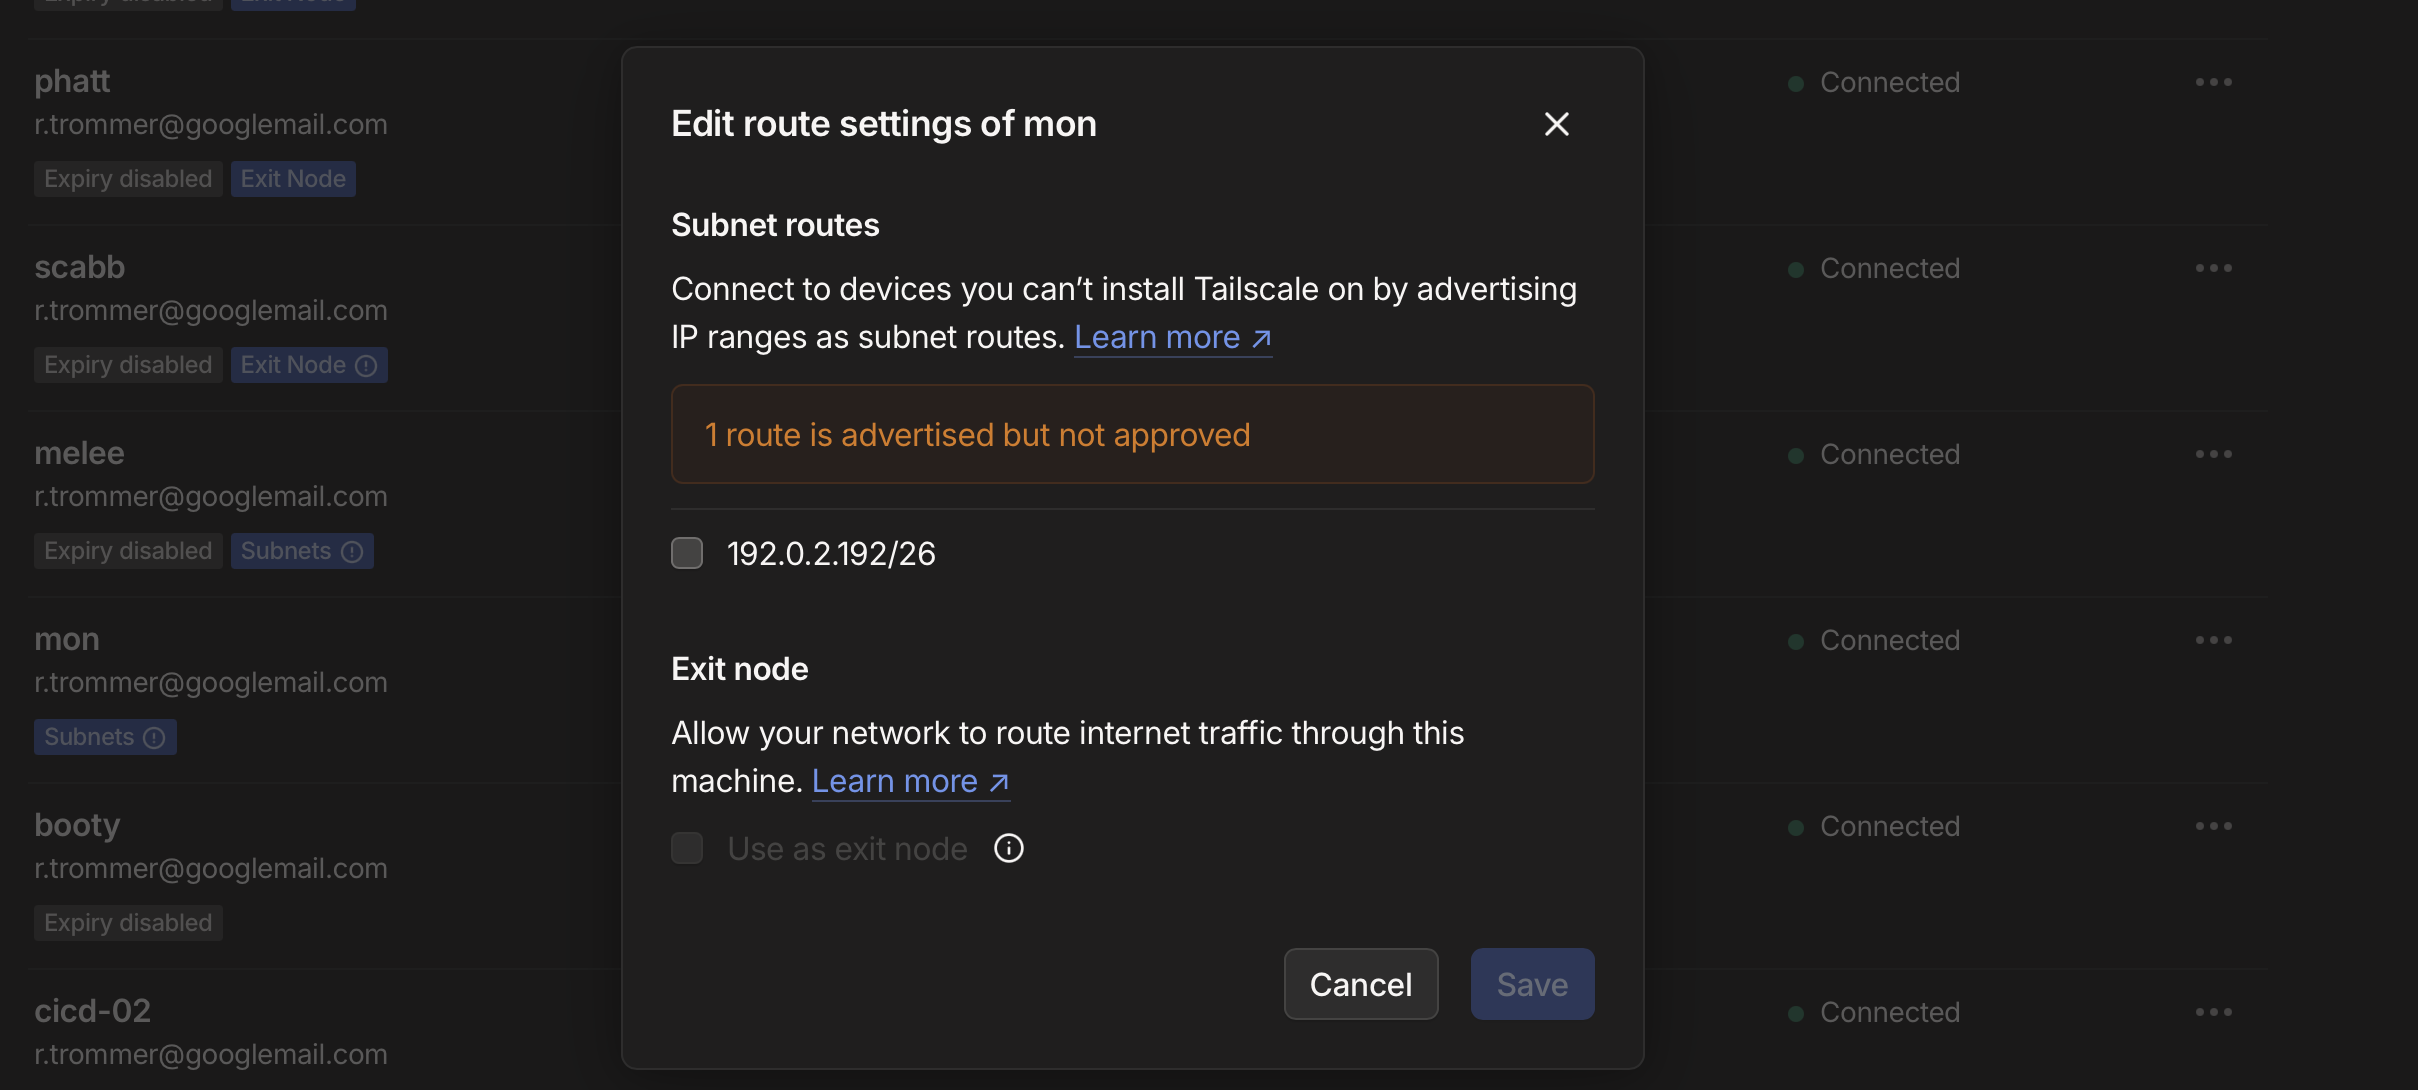 Expiry disabled Exit Node
phatt
r.trommer@googlemail.com
Expiry disabled Exit Node
Connected
scabb
r.trommer@googlemail.com
Expiry disabled Exit Node
Connected
melee
r.trommer@googlemail.com
Expiry disabled Subnets
Connected
mon
r.trommer@googlemail.com
Subnets
Connected
booty
r.trommer@googlemail.com
Expiry disabled
Connected
cicd-02
r.trommer@googlemail.com
Connected
Edit route settings of mon
Subnet routes
Connect to devices you can’t install Tailscale on by advertising
IP ranges as subnet routes. Learn more ↗
1 route is advertised but not approved
192.0.2.192/26
Exit node
Allow your network to route internet traffic through this
machine. Learn more ↗
Use as exit node
Cancel
Save